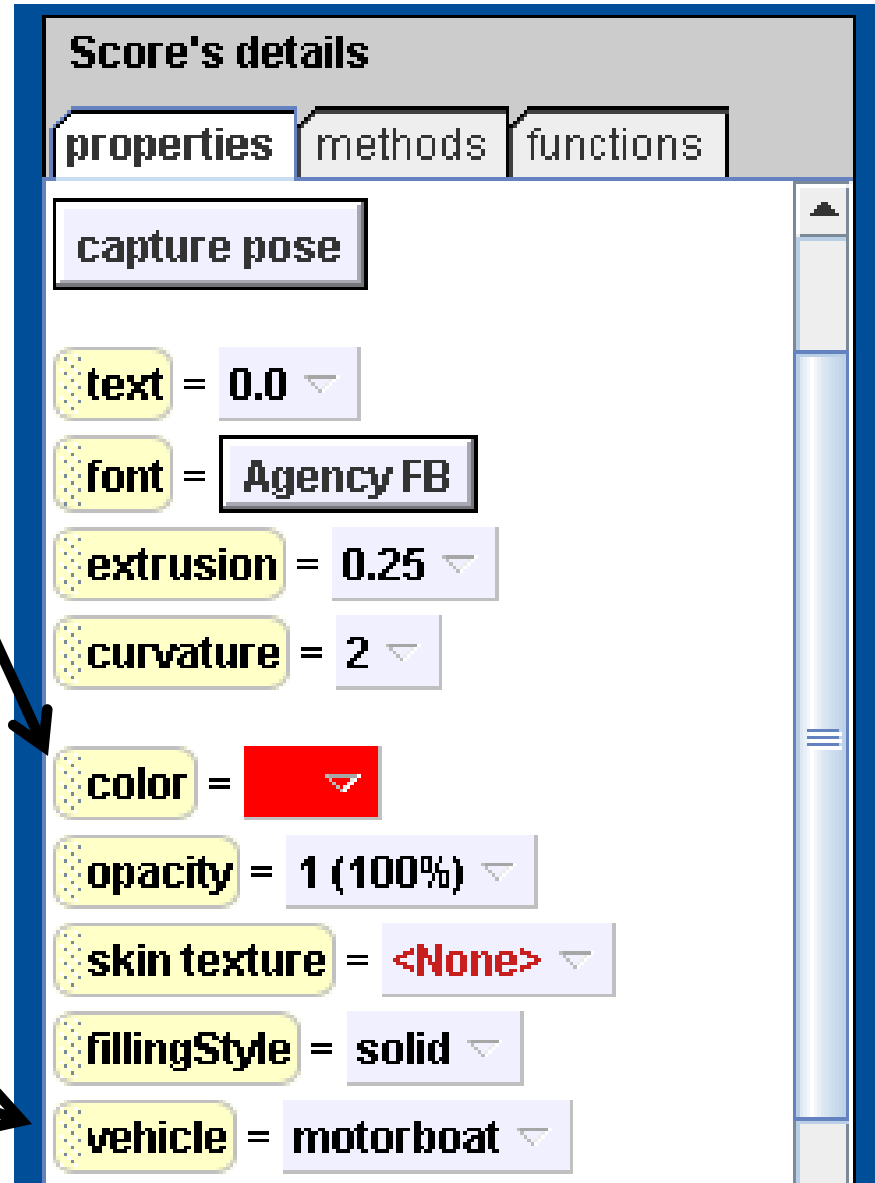 Score's details
properties methods functions
capture pose
text = 0.0
font = Agency FB
extrusion = 0.25
curvature = 2
color =
opacity = 1 (100%)
skin texture = <None>
fillingStyle = solid
vehicle = motorboat